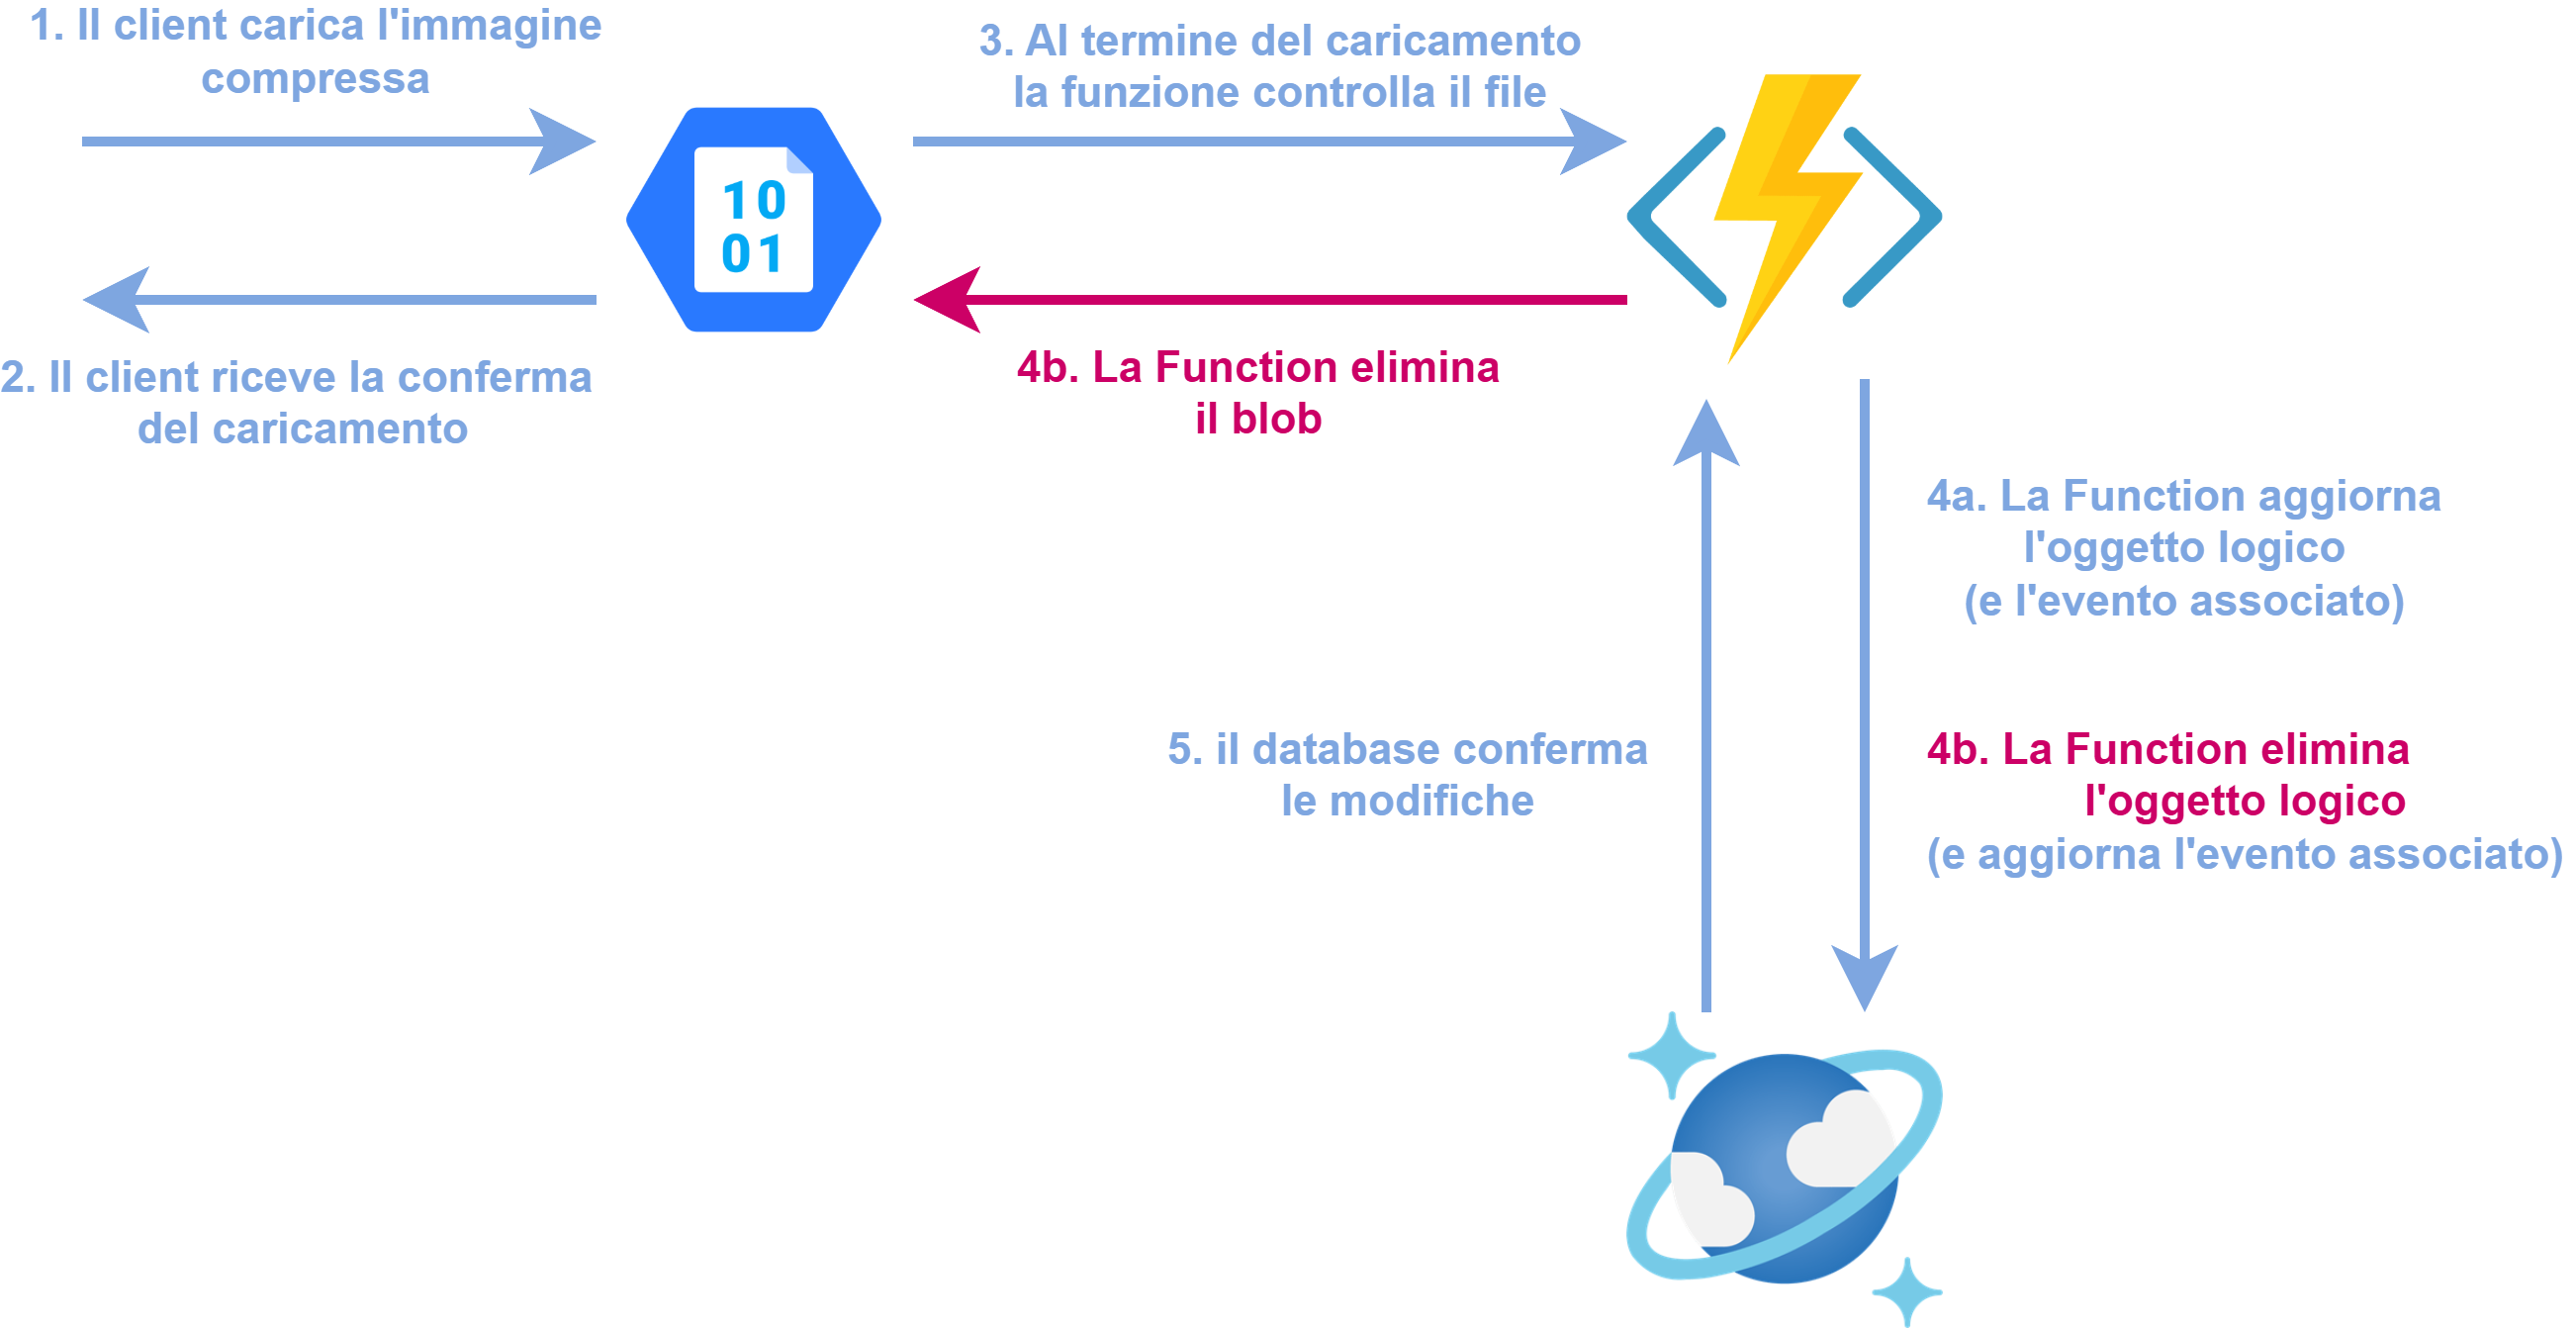 1. Il client carica l'immagine
compressa
3. Al termine del caricamento
la funzione controlla il file
10
01
2. Il client riceve la conferma
del caricamento
4b. La Function elimina
il blob
4a. La Function aggiorna
l'oggetto logico
(e l'evento associato)
5. il database conferma
le modifiche
4b. La Function elimina
l'oggetto logico
(e aggiorna l'evento associato)